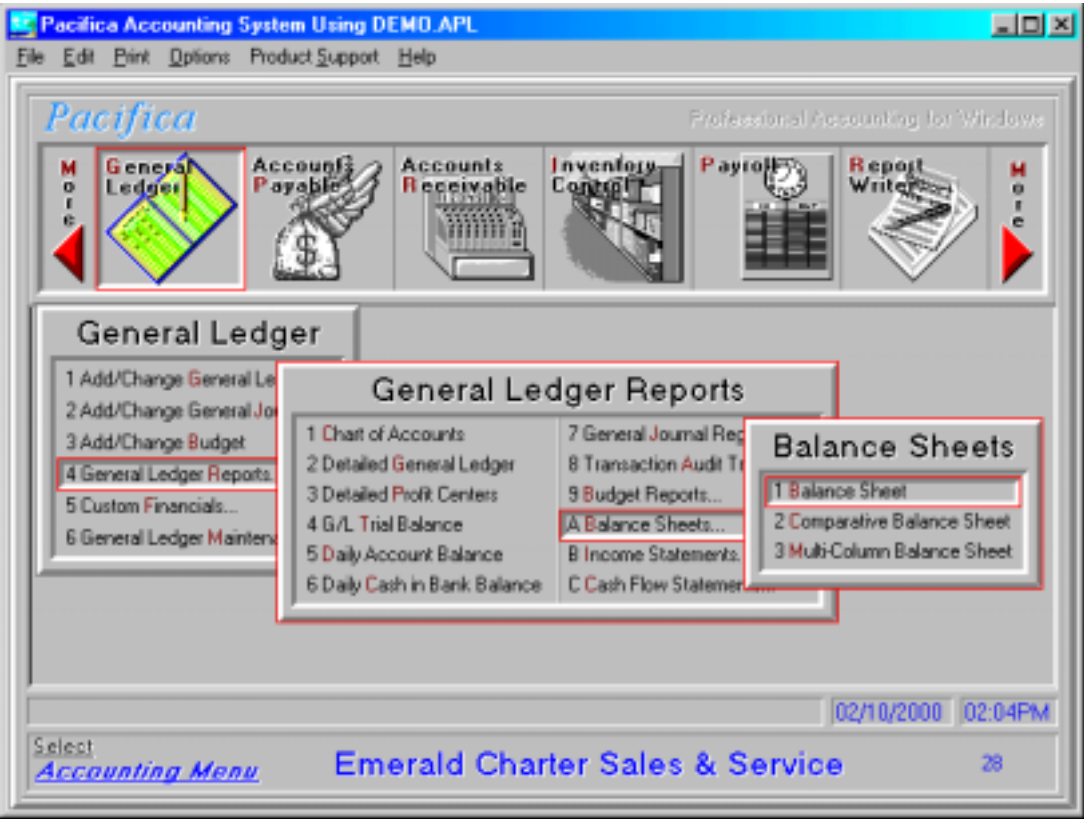 Pacifica Accounting System Using DEMO.APL
File Edit Print Options Product Support Help
Pacifica
Professional Accounting for Windows
More
General Ledger
Accounts Payable
Accounts Receivable
Inventory Control
Payroll
Report Writer
More
General Ledger
1 Add/Change General Le
2 Add/Change General Jo
3 Add/Change Budget
4 General Ledger Reports...
5 Custom Financials...
6 General Ledger Mainten
General Ledger Reports
1 Chart of Accounts
2 Detailed General Ledger
3 Detailed Profit Centers
4 G/L Trial Balance
5 Daily Account Balance
6 Daily Cash in Bank Balance
7 General Journal Reg
8 Transaction Audit Tr
9 Budget Reports...
A Balance Sheets...
B Income Statements.
C Cash Flow Statements...
Balance Sheets
1 Balance Sheet
2 Comparative Balance Sheet
3 Multi-Column Balance Sheet
02/10/2000 02:04PM
Select
Accounting Menu
Emerald Charter Sales & Service
28